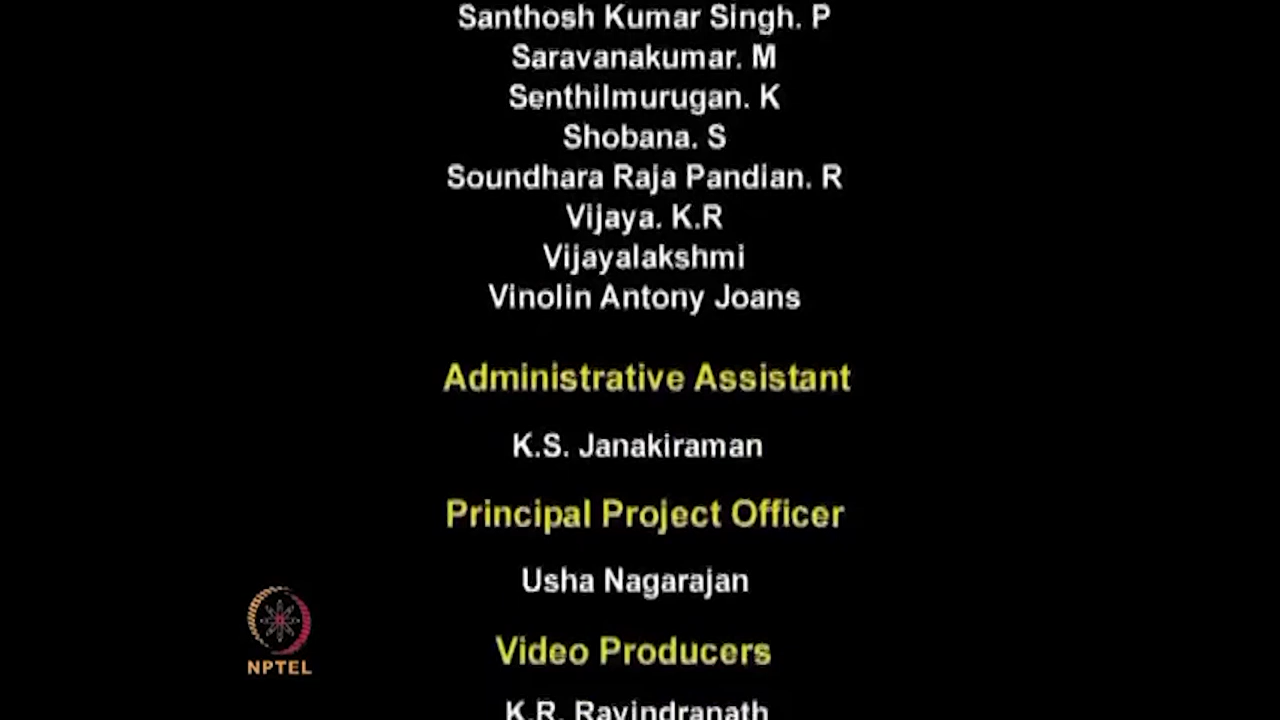 Santhosh Kumar Singh. P
Saravanakumar. M
Senthilmurugan. K
Shobana. S
Soundhara Raja Pandian. R
Vijaya. K.R
Vijayalakshmi
Vinolin Antony Joans
Administrative Assistant
K.S. Janakiraman
Principal Project Officer
Usha Nagarajan
Video Producers
K.R. Ravindranath
NPTEL